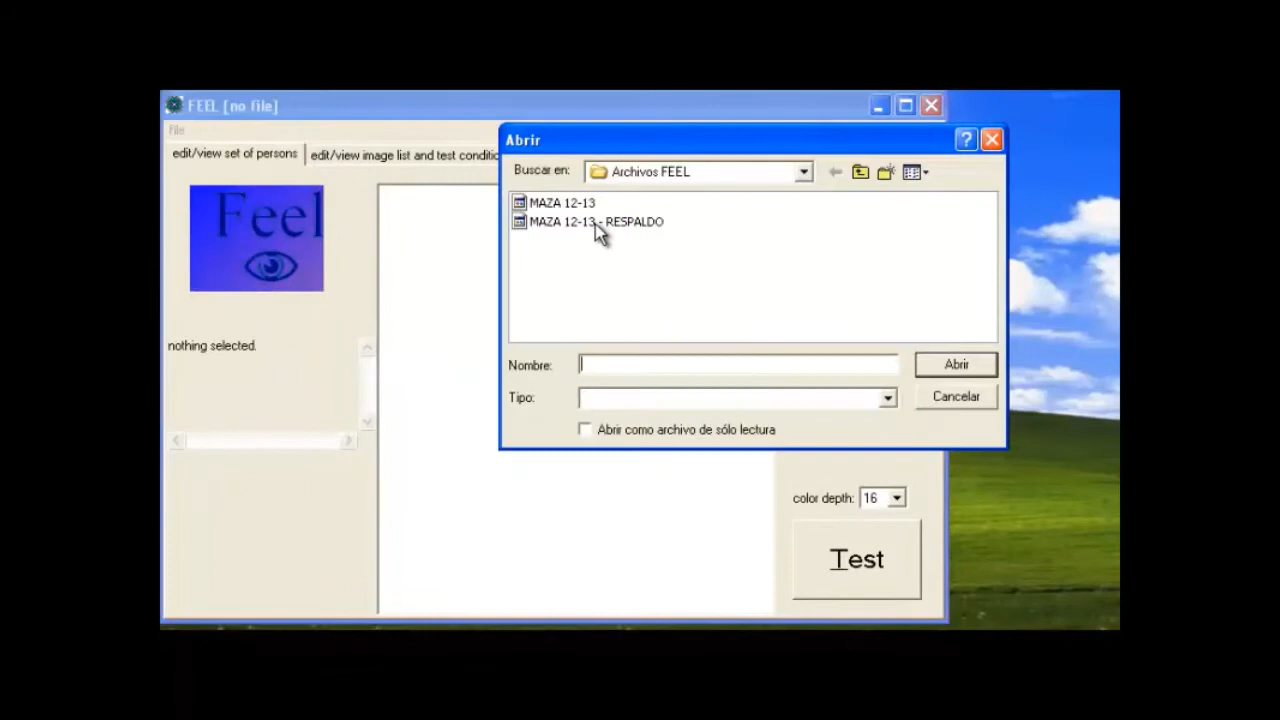 FEEL [no file]
File
edit/view set of persons
edit/view image list and test conditio
Feel
nothing selected.
Abrir
Buscar en:
Archivos FEEL
MAZA 12-13
MAZA 12-13 - RESPALDO
Nombre:
Abrir
Tipo:
Cancelar
Abrir como archivo de sólo lectura
color depth: 16
Test